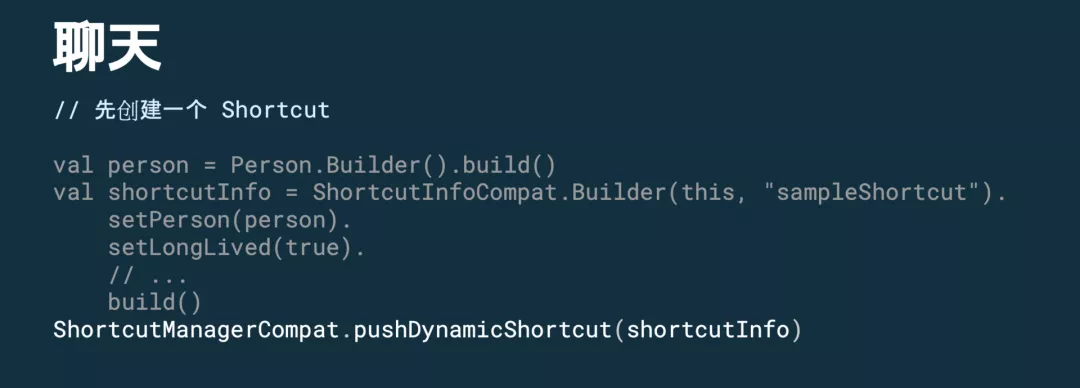 聊天
// 先创建一个 Shortcut
val person = Person.Builder().build()
val shortcutInfo = ShortcutInfoCompat.Builder(this, "sampleShortcut").
    setPerson(person).
    setLongLived(true).
    // ...
    build()
ShortcutManagerCompat.pushDynamicShortcut(shortcutInfo)